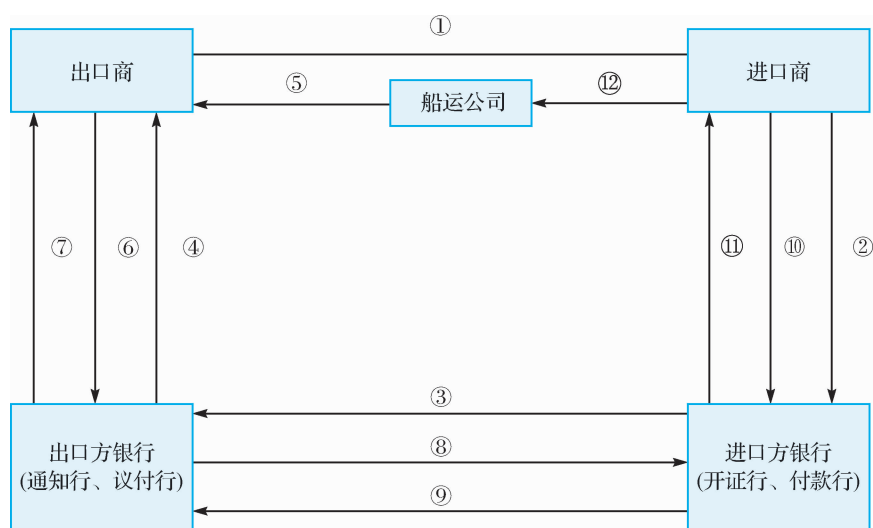 ①
出口商
进口商
⑤
船运公司
⑫
⑦
⑥
④
⑪
⑩
②
③
出口方银行
(通知行、议付行)
⑧
进口方银行
(开证行、付款行)
⑨